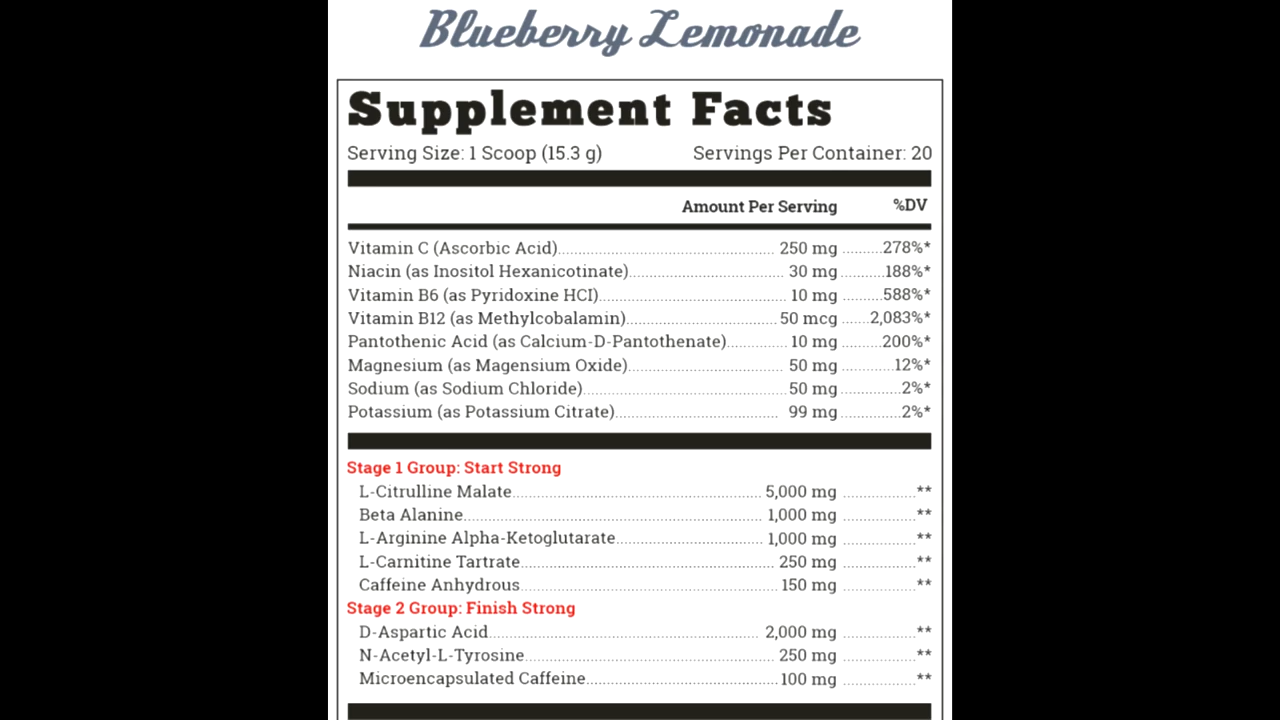 Blueberry Lemonade
Supplement Facts
Serving Size: 1 Scoop (15.3 g) Servings Per Container: 20
Amount Per Serving %DV
Vitamin C (Ascorbic Acid) 250 mg 278%*
Niacin (as Inositol Hexanicotinate) 30 mg 188%*
Vitamin B6 (as Pyridoxine HCI) 10 mg 588%*
Vitamin B12 (as Methylcobalamin) 50 mcg 2,083%*
Pantothenic Acid (as Calcium-D-Pantothenate) 10 mg 200%*
Magnesium (as Magensium Oxide) 50 mg 12%*
Sodium (as Sodium Chloride) 50 mg 2%*
Potassium (as Potassium Citrate) 99 mg 2%*
Stage 1 Group: Start Strong
L-Citrulline Malate 5,000 mg **
Beta Alanine 1,000 mg **
L-Arginine Alpha-Ketoglutarate 1,000 mg **
L-Carnitine Tartrate 250 mg **
Caffeine Anhydrous 150 mg **
Stage 2 Group: Finish Strong
D-Aspartic Acid 2,000 mg **
N-Acetyl-L-Tyrosine 250 mg **
Microencapsulated Caffeine 100 mg **